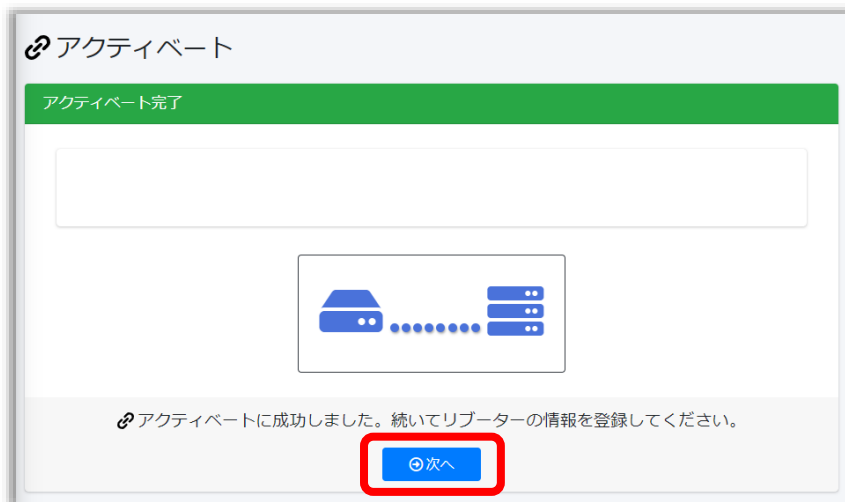 アクティベート
アクティベート完了
アクティベートに成功しました。続いてリブーターの情報を登録してください。
次へ